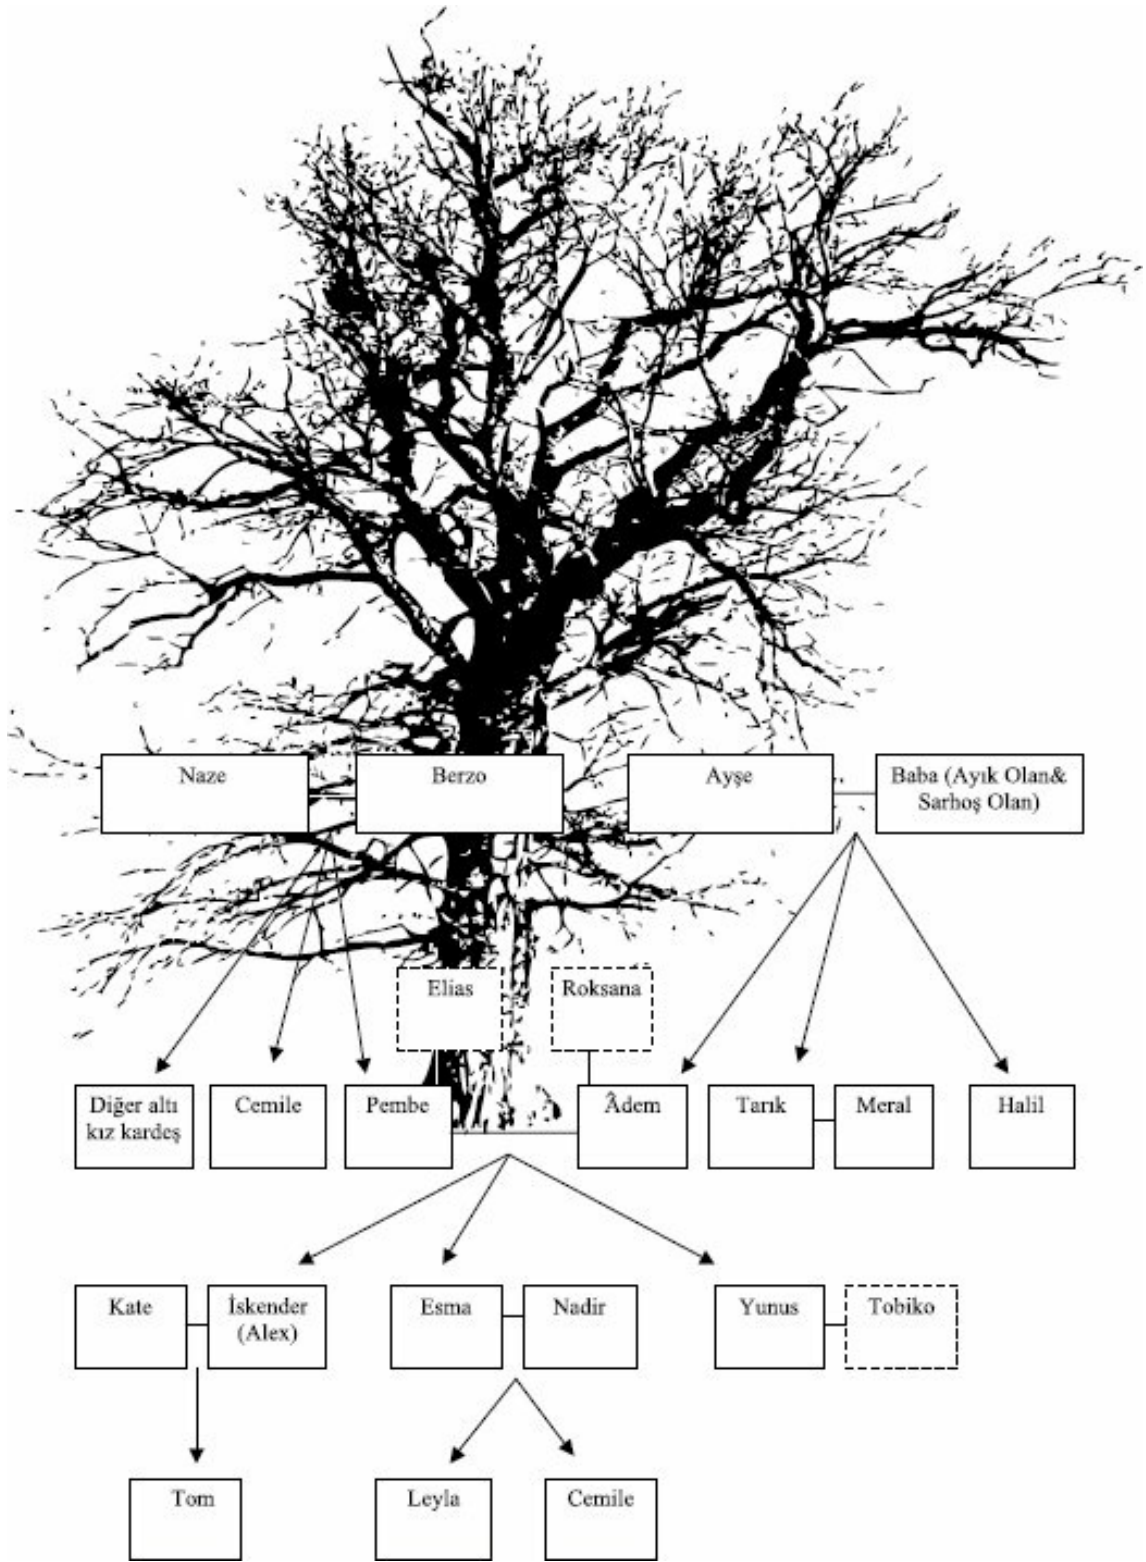 Naze
Berzo
Ayşe
Baba (Ayık Olan&
Sarhoş Olan)
Elias
Roksana
Diğer altı
kız kardeş
Cemile
Pembe
Âdem
Tarık
Meral
Halil
Kate
İskender
(Alex)
Esma
Nadir
Yunus
Tobiko
Tom
Leyla
Cemile